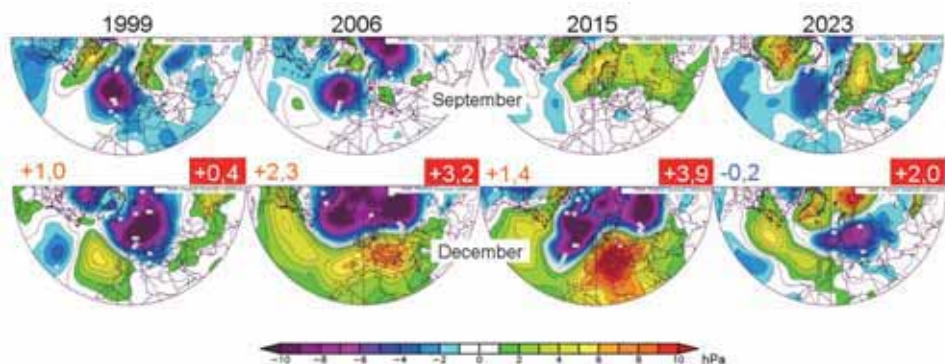 1999 2006 2015 2023
September
+1,0 +0,4 +2,3 +3,2 +1,4 +3,9 -0,2 +2,0
December
-10 -8 -6 -4 -2 0 2 4 6 8 10 hPa